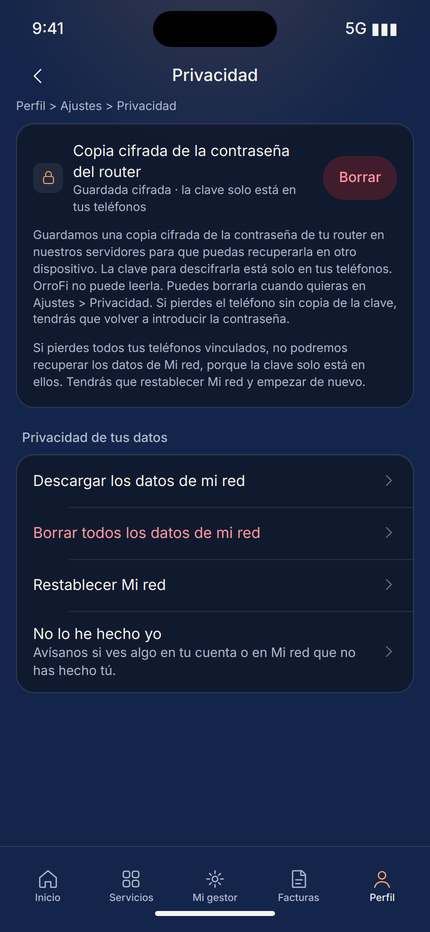 9:41
5G
Privacidad
Perfil > Ajustes > Privacidad
Copia cifrada de la contraseña
del router
Guardada cifrada · la clave solo está en
tus teléfonos
Borrar
Guardamos una copia cifrada de la contraseña de tu router en
nuestros servidores para que puedas recuperarla en otro
dispositivo. La clave para descifrarla está solo en tus teléfonos.
OrroFi no puede leerla. Puedes borrarla cuando quieras en
Ajustes > Privacidad. Si pierdes el teléfono sin copia de la clave,
tendrás que volver a introducir la contraseña.
Si pierdes todos tus teléfonos vinculados, no podremos
recuperar los datos de Mi red, porque la clave solo está en
ellos. Tendrás que restablecer Mi red y empezar de nuevo.
Privacidad de tus datos
Descargar los datos de mi red
Borrar todos los datos de mi red
Restablecer Mi red
No lo he hecho yo
Avísanos si ves algo en tu cuenta o en Mi red que no
has hecho tú.
Inicio
Servicios
Mi gestor
Facturas
Perfil